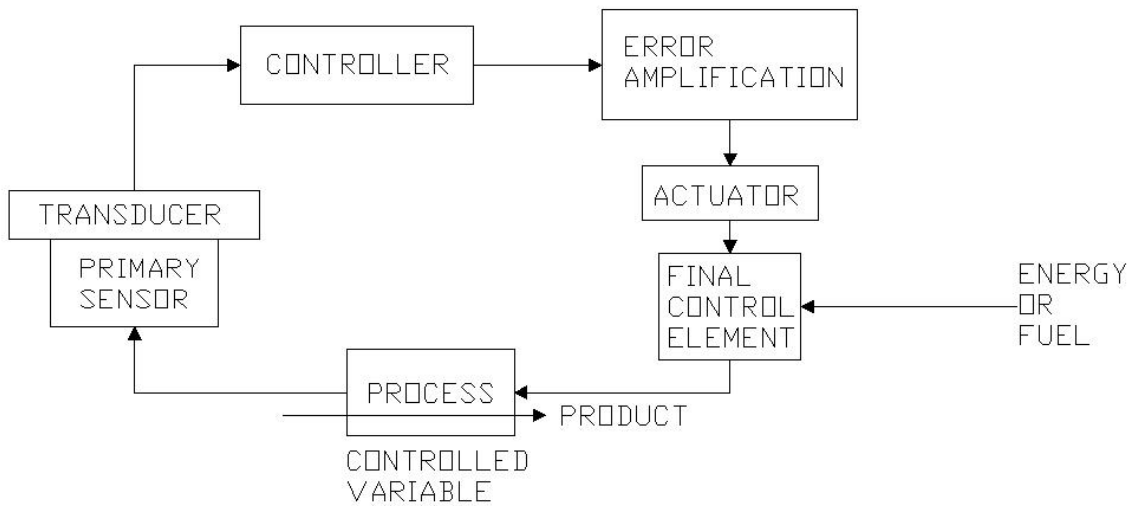 CONTROLLER
ERROR
AMPLIFICATION
TRANSDUCER
PRIMARY
SENSOR
ACTUATOR
FINAL
CONTROL
ELEMENT
ENERGY
OR
FUEL
PROCESS
PRODUCT
CONTROLLED
VARIABLE